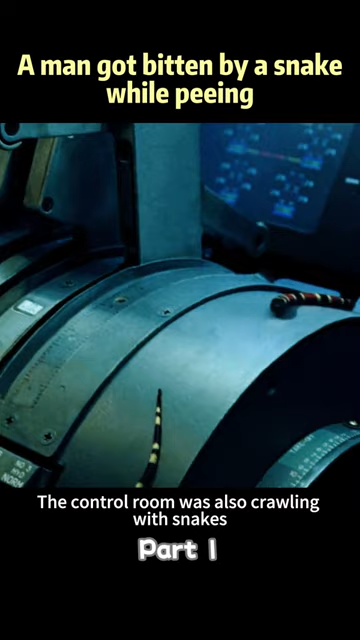 A man got bitten by a snake
while peeing
The control room was also crawling
with snakes
Part 1